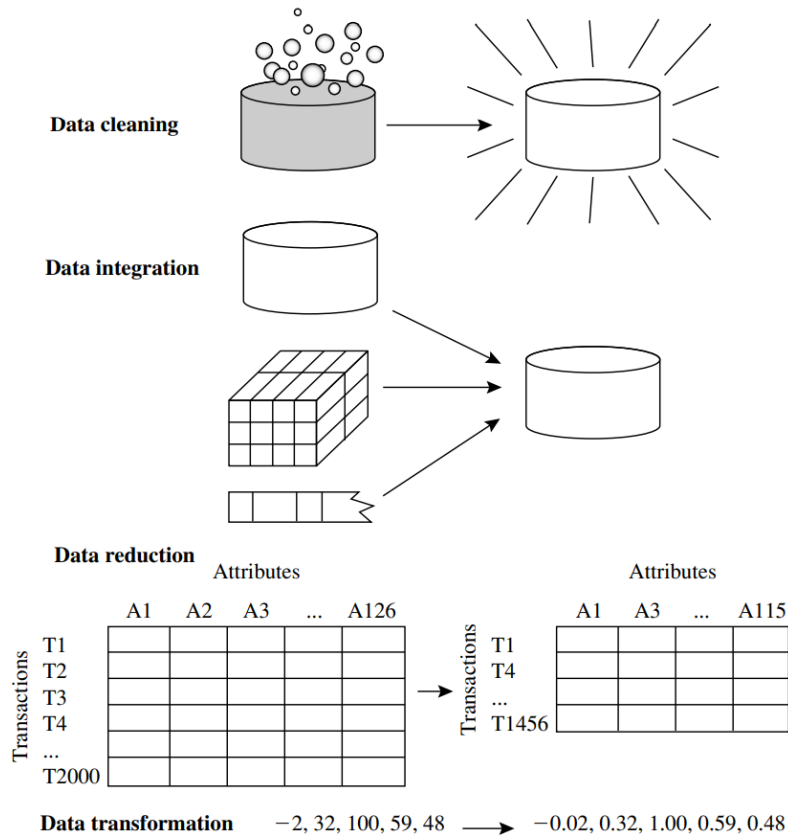 Data cleaning
Data integration
Data reduction
Attributes
A1 A2 A3 ... A126
Transactions
T1
T2
T3
T4
...
T2000
Attributes
A1 A3 ... A115
Transactions
T1
T4
...
T1456
Data transformation −2, 32, 100, 59, 48 −0.02, 0.32, 1.00, 0.59, 0.48